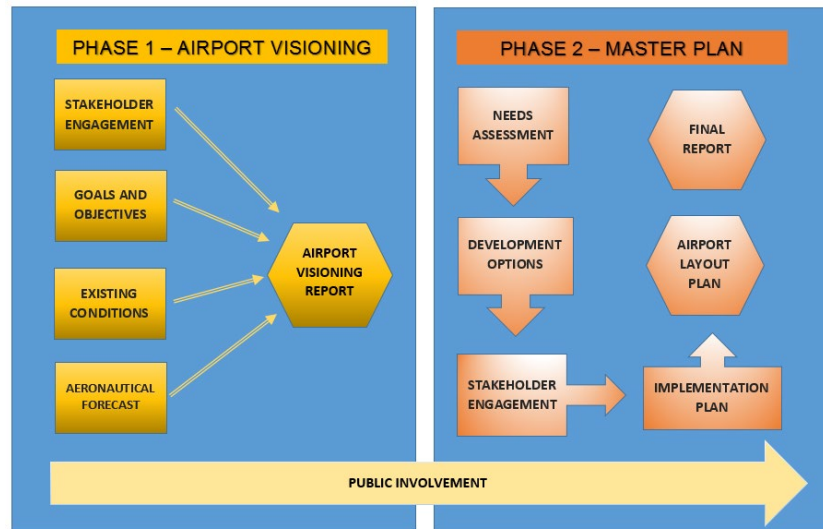 PHASE 1 – AIRPORT VISIONING
STAKEHOLDER
ENGAGEMENT
GOALS AND
OBJECTIVES
EXISTING
CONDITIONS
AERONAUTICAL
FORECAST
AIRPORT
VISIONING
REPORT
PHASE 2 – MASTER PLAN
NEEDS
ASSESSMENT
DEVELOPMENT
OPTIONS
STAKEHOLDER
ENGAGEMENT
IMPLEMENTATION
PLAN
AIRPORT
LAYOUT
PLAN
FINAL
REPORT
PUBLIC INVOLVEMENT